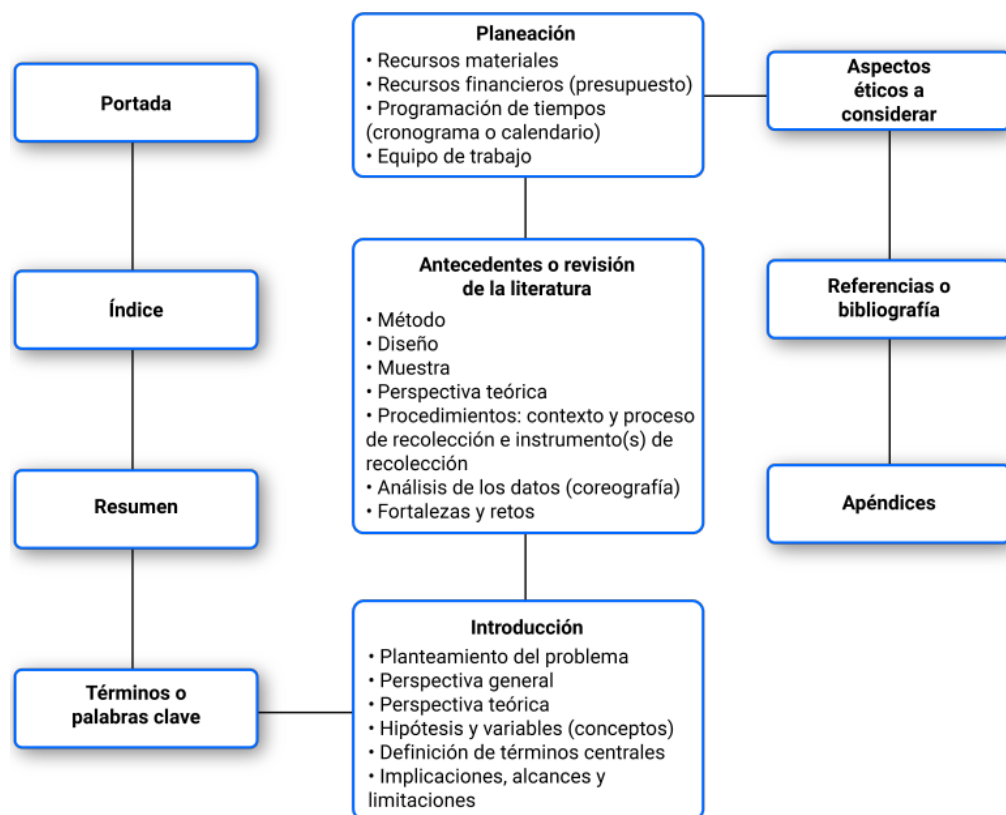 Portada
Índice
Resumen
Términos o
palabras clave
Introducción
• Planteamiento del problema
• Perspectiva general
• Perspectiva teórica
• Hipótesis y variables (conceptos)
• Definición de términos centrales
• Implicaciones, alcances y
limitaciones
Antecedentes o revisión
de la literatura
• Método
• Diseño
• Muestra
• Perspectiva teórica
• Procedimientos: contexto y proceso
de recolección e instrumento(s) de
recolección
• Análisis de los datos (coreografía)
• Fortalezas y retos
Planeación
• Recursos materiales
• Recursos financieros (presupuesto)
• Programación de tiempos
(cronograma o calendario)
• Equipo de trabajo
Aspectos
éticos a
considerar
Referencias o
bibliografía
Apéndices